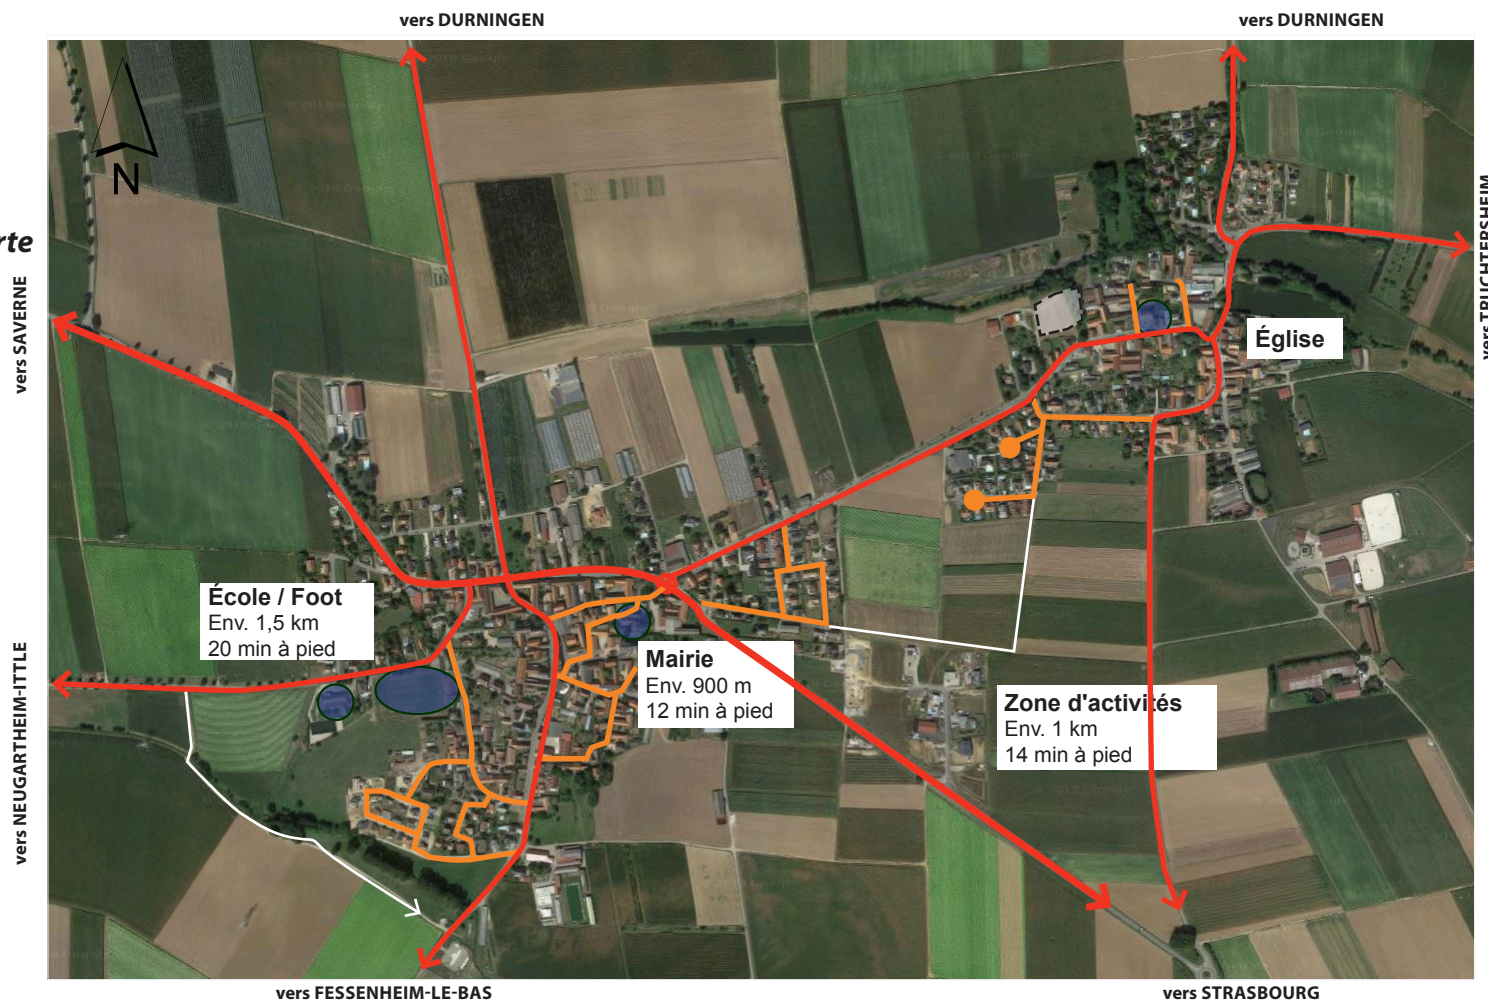 vers DURNINGEN
vers DURNINGEN
N
rte
vers SAVERNE
vers TRUCHTERSHEIM
Église
École / Foot
Env. 1,5 km
20 min à pied
Mairie
Env. 900 m
12 min à pied
Zone d'activités
Env. 1 km
14 min à pied
vers NEUGARTHEIM-ITTLE
vers FESSENHEIM-LE-BAS
vers STRASBOURG